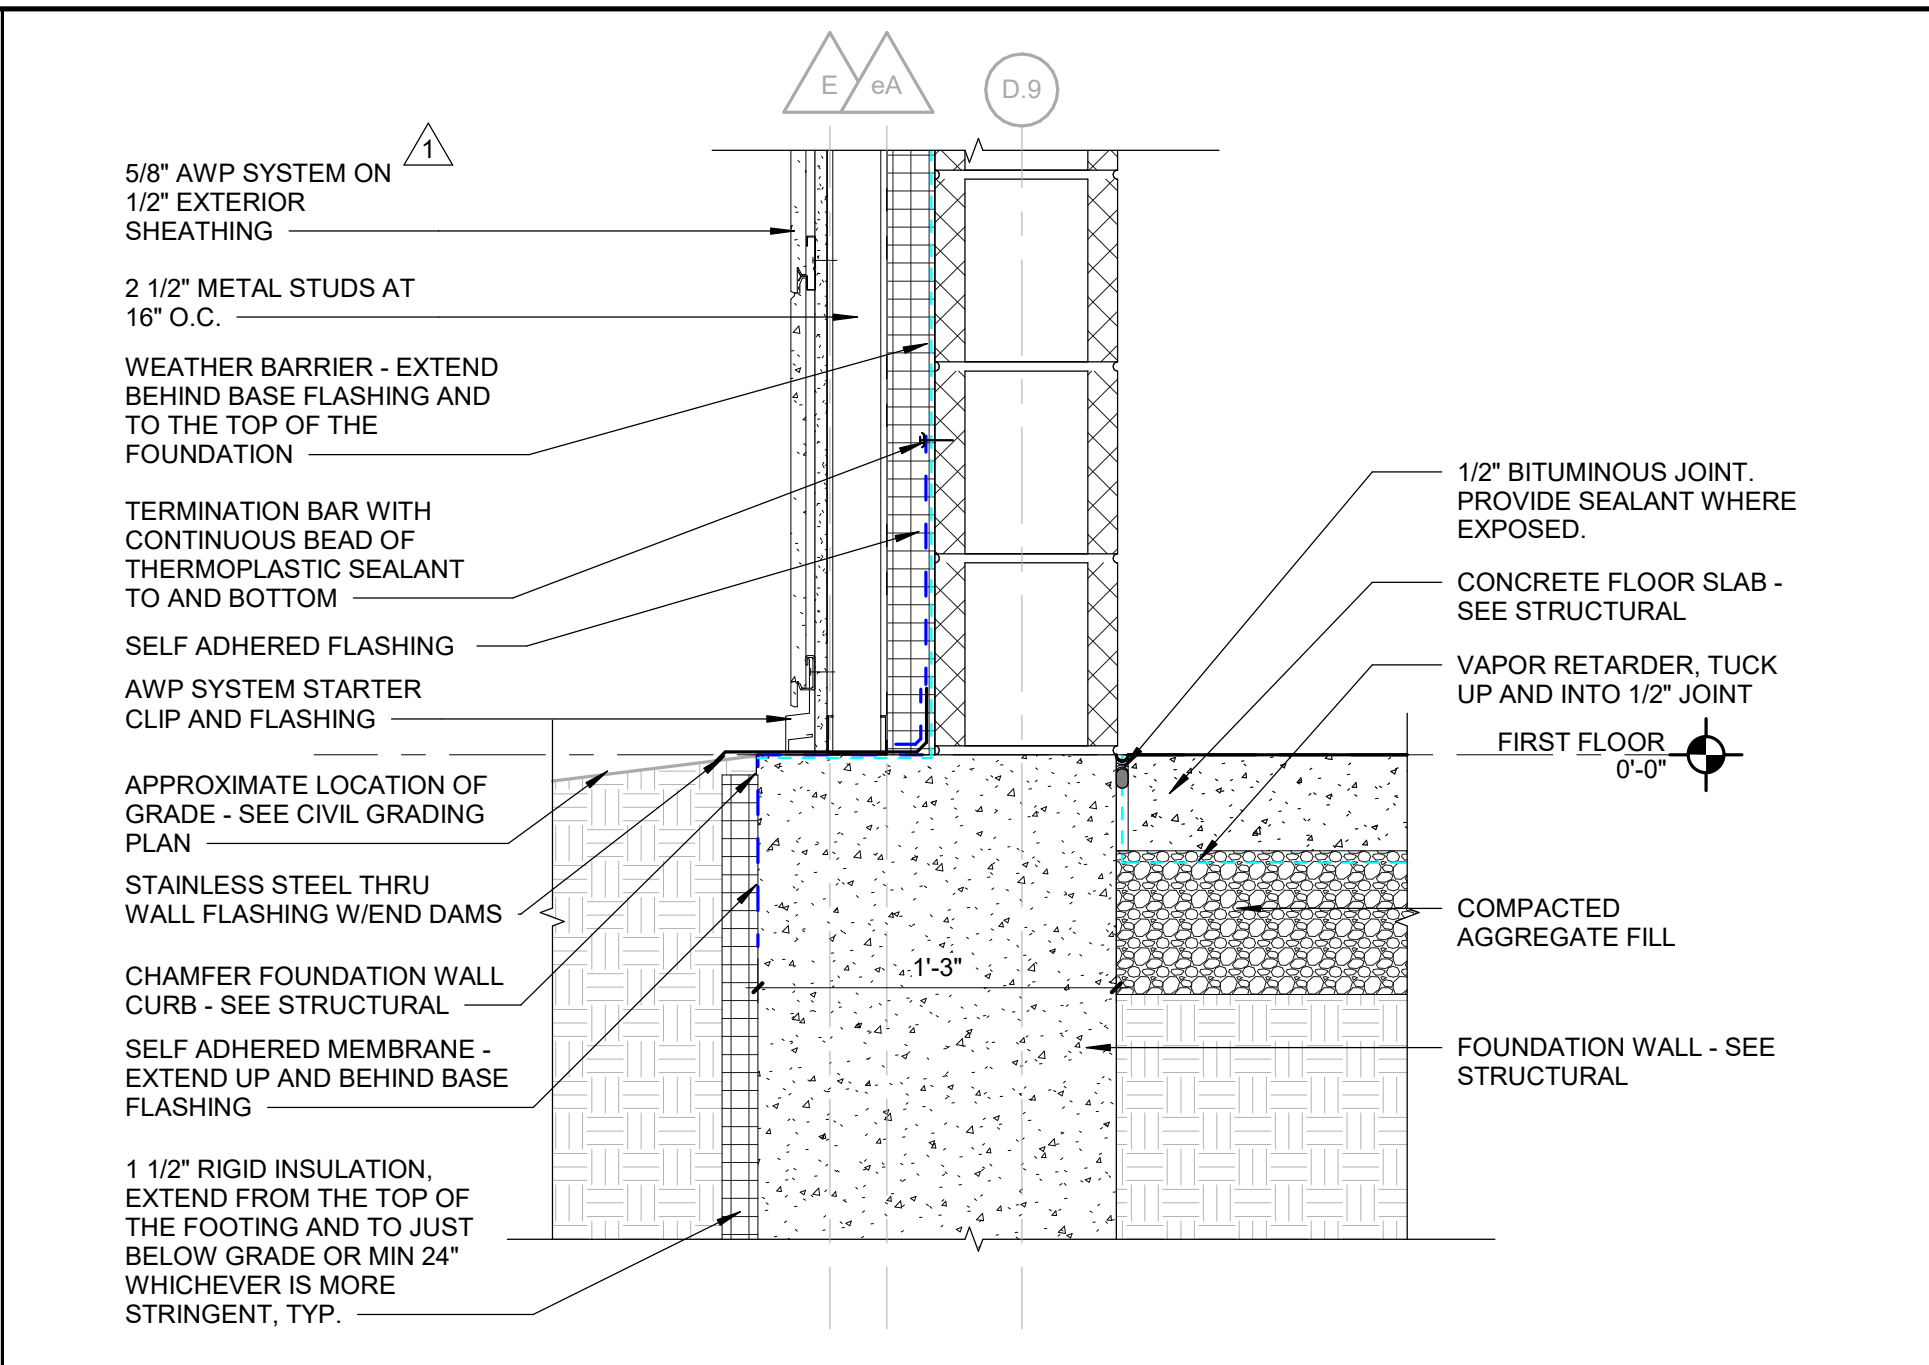 E
eA
D.9
1
5/8" AWP SYSTEM ON
1/2" EXTERIOR
SHEATHING
2 1/2" METAL STUDS AT
16" O.C.
WEATHER BARRIER - EXTEND
BEHIND BASE FLASHING AND
TO THE TOP OF THE
FOUNDATION
TERMINATION BAR WITH
CONTINUOUS BEAD OF
THERMOPLASTIC SEALANT
TO AND BOTTOM
SELF ADHERED FLASHING
AWP SYSTEM STARTER
CLIP AND FLASHING
APPROXIMATE LOCATION OF
GRADE - SEE CIVIL GRADING
PLAN
STAINLESS STEEL THRU
WALL FLASHING W/END DAMS
CHAMFER FOUNDATION WALL
CURB - SEE STRUCTURAL
SELF ADHERED MEMBRANE -
EXTEND UP AND BEHIND BASE
FLASHING
1 1/2" RIGID INSULATION,
EXTEND FROM THE TOP OF
THE FOOTING AND TO JUST
BELOW GRADE OR MIN 24"
WHICHEVER IS MORE
STRINGENT, TYP.
1'-3"
1/2" BITUMINOUS JOINT.
PROVIDE SEALANT WHERE
EXPOSED.
CONCRETE FLOOR SLAB -
SEE STRUCTURAL
VAPOR RETARDER, TUCK
UP AND INTO 1/2" JOINT
FIRST FLOOR
0'-0"
COMPACTED
AGGREGATE FILL
FOUNDATION WALL - SEE
STRUCTURAL